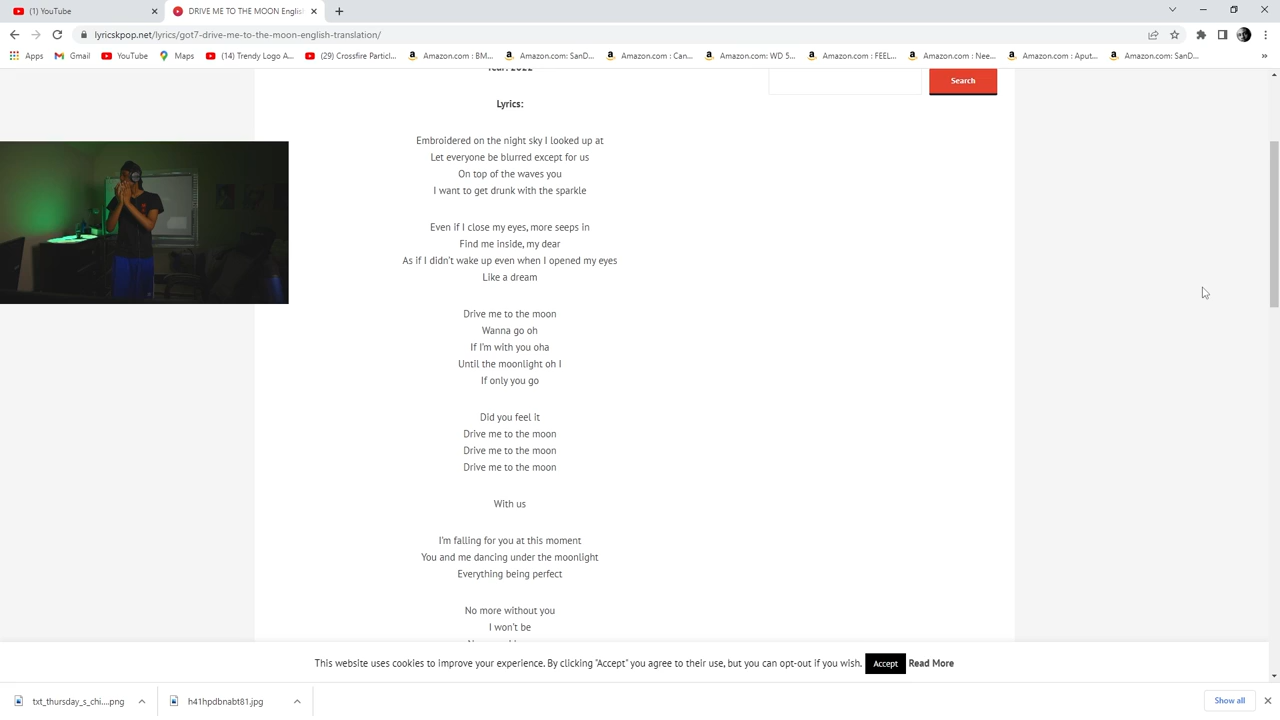 (1) YouTube
DRIVE ME TO THE MOON English
lyricskpop.net/lyrics/got7-drive-me-to-the-moon-english-translation/
Apps
Gmail
YouTube
(14) Trendy Logo A...
(29) Crossfire Particl...
Maps
Amazon.com : BM...
Amazon.com: SanD...
Amazon.com : Can...
Amazon.com: WD 5...
Amazon.com : FEEL...
Amazon.com : Nee...
Amazon.com : Aput...
Amazon.com: SanD...
»
Year: 2022
Search
Lyrics:
Embroidered on the night sky I looked up at
Let everyone be blurred except for us
On top of the waves you
I want to get drunk with the sparkle
Even if I close my eyes, more seeps in
Find me inside, my dear
As if I didn't wake up even when I opened my eyes
Like a dream
Drive me to the moon
Wanna go oh
If I'm with you oha
Until the moonlight oh I
If only you go
Did you feel it
Drive me to the moon
Drive me to the moon
Drive me to the moon
With us
I'm falling for you at this moment
You and me dancing under the moonlight
Everything being perfect
No more without you
I won't be
This website uses cookies to improve your experience. By clicking "Accept" you agree to their use, but you can opt-out if you wish. Accept Read More
txt_thursday_s_chi....png
h41hpdbnabt81.jpg
Show all